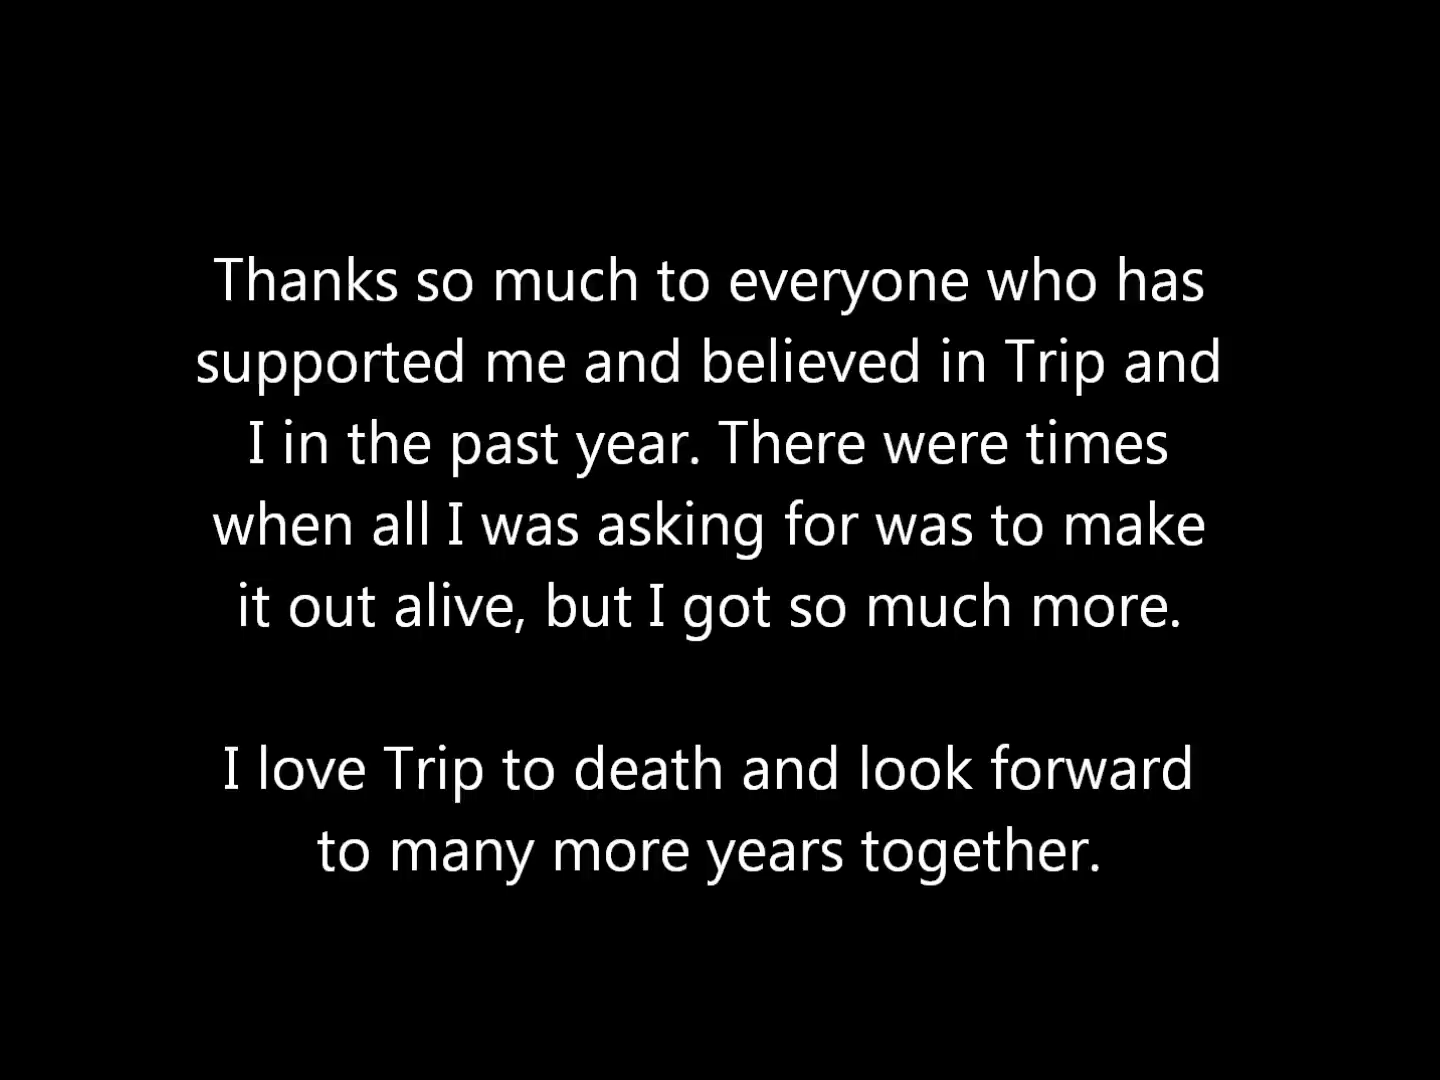 Thanks so much to everyone who has
supported me and believed in Trip and
I in the past year. There were times
when all I was asking for was to make
it out alive, but I got so much more.
I love Trip to death and look forward
to many more years together.